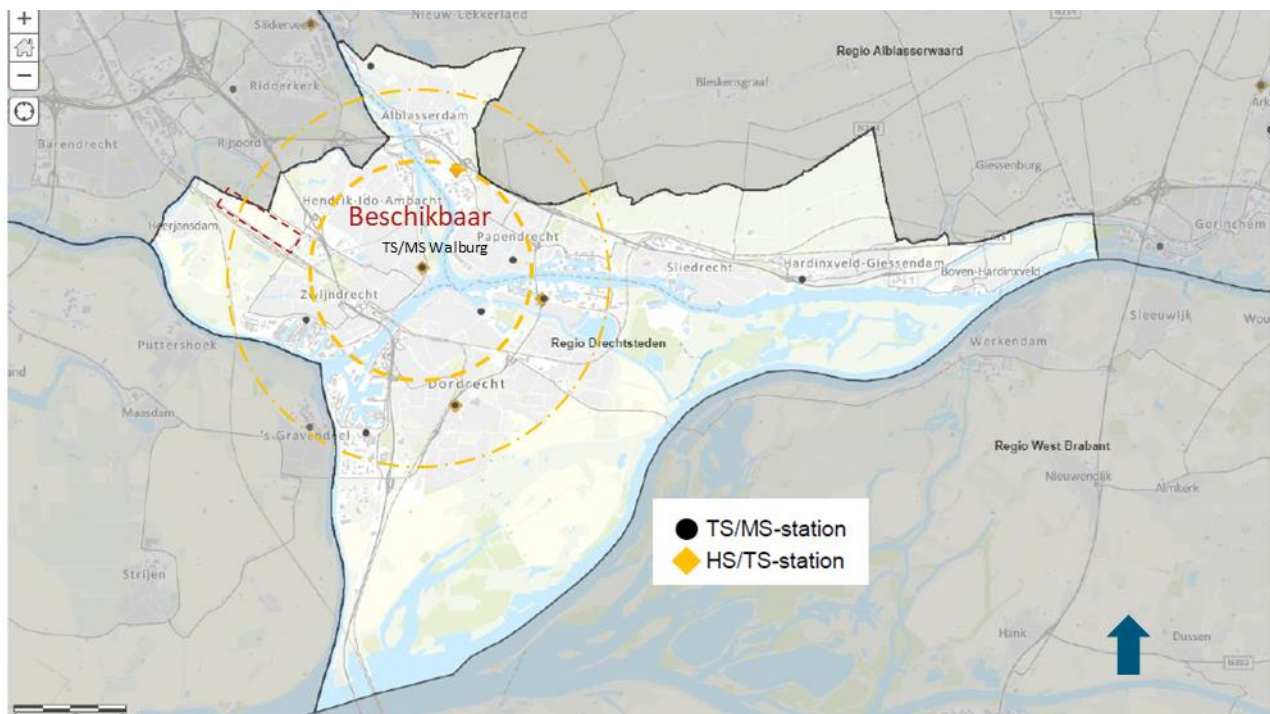 Nieuw-Lekkerland
Slikkerveer
Regio Alblasserwaard
Ridderkerk
Bleskensgraaf
Alblasserdam
Rijsoord
Barendrecht
Giessenburg
Hendrik-Ido-Ambacht
Beschikbaar
Heerjansdam
TS/MS Walburg
Papendrecht
Gorinchem
Sliedrecht
Hardinxveld-Giessendam
Boven-Hardinxveld
Zwijndrecht
Sleeuwijk
Puttershoek
Regio Drechtsteden
Werkendam
Dordrecht
Maasdam
's Gravendeel
Regio West Brabant
Nieuwendijk
Almkerk
TS/MS-station
HS/TS-station
Strijen
Hank
Dussen